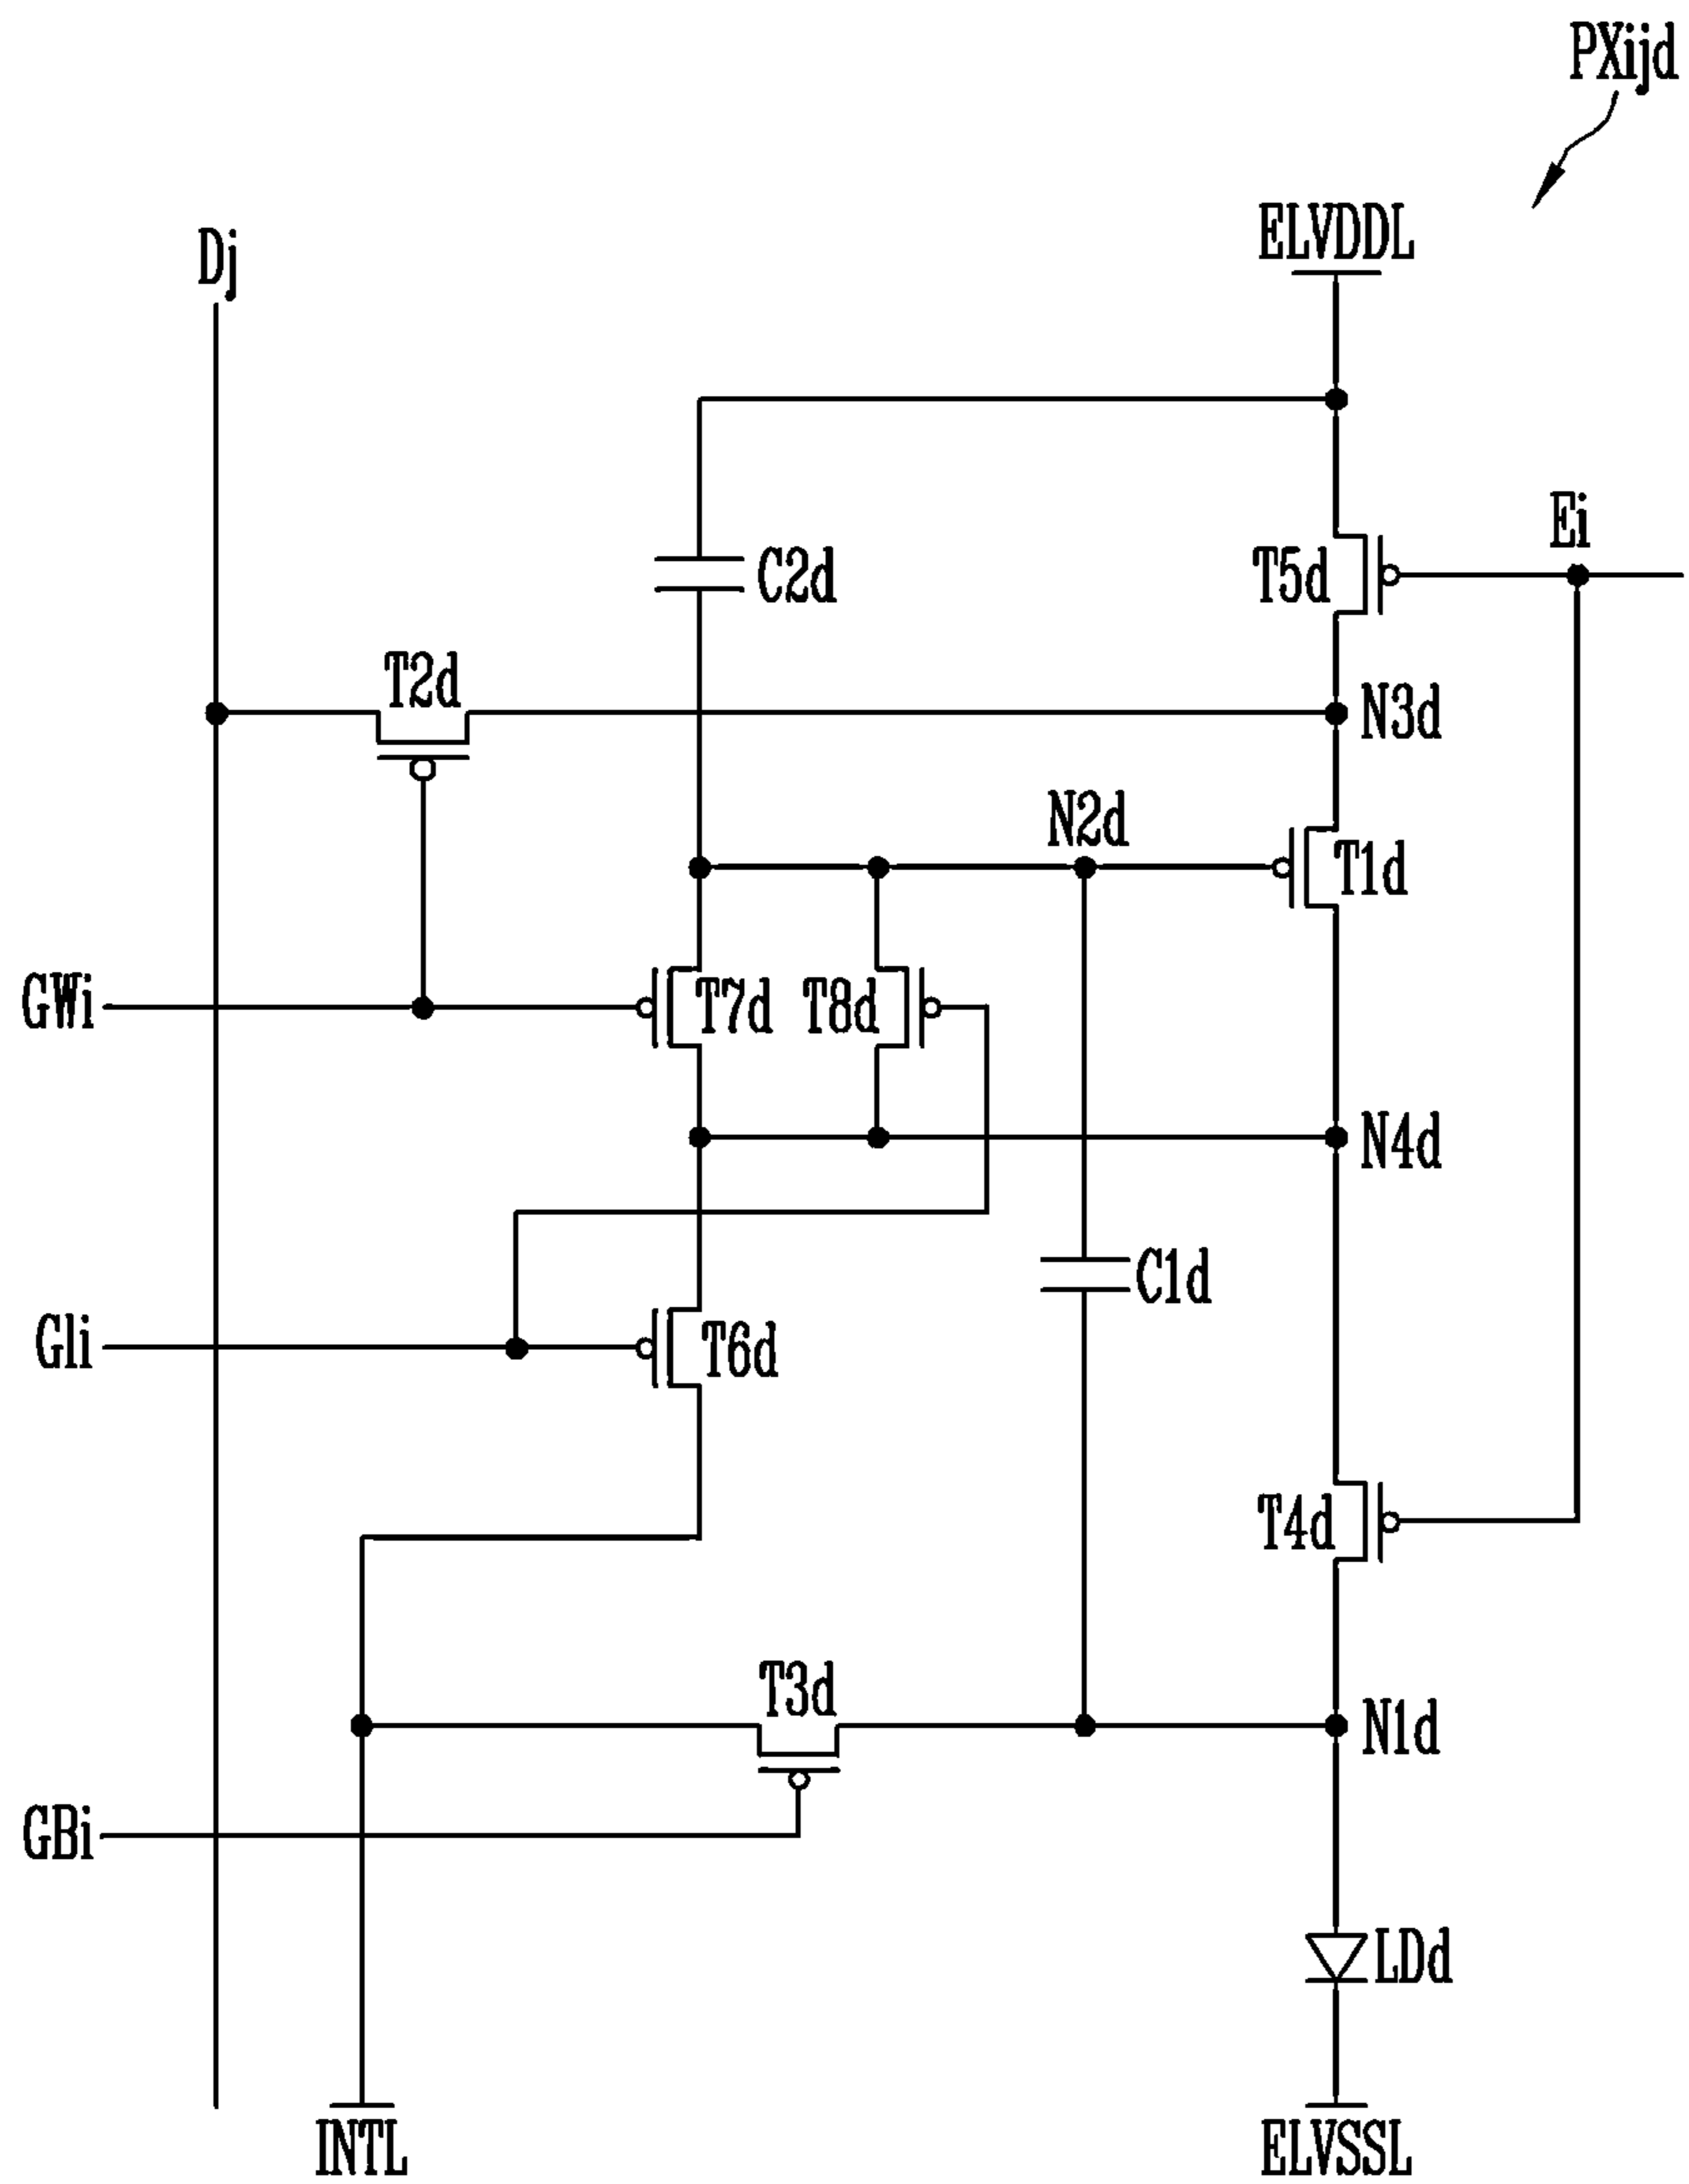 PXijd
ELVDDL
Dj
Ei
C2d
T5d
T2d
N3d
N2d
T1d
GWi
T7d
T8d
N4d
C1d
GIi
T6d
T4d
T3d
N1d
GBi
LDd
INTL
ELVSSL